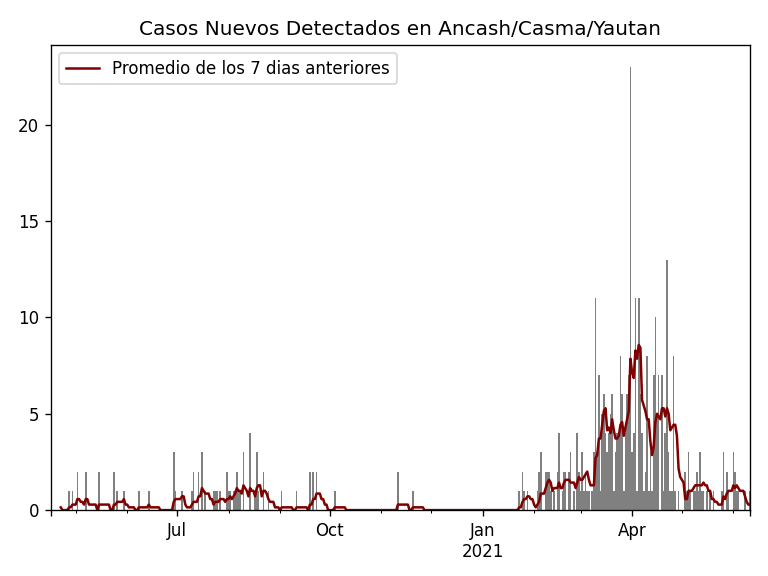 Casos Nuevos Detectados en Ancash/Casma/Yautan
Promedio de los 7 dias anteriores
20
15
10
5
0
Jul
Oct
Jan
2021
Apr